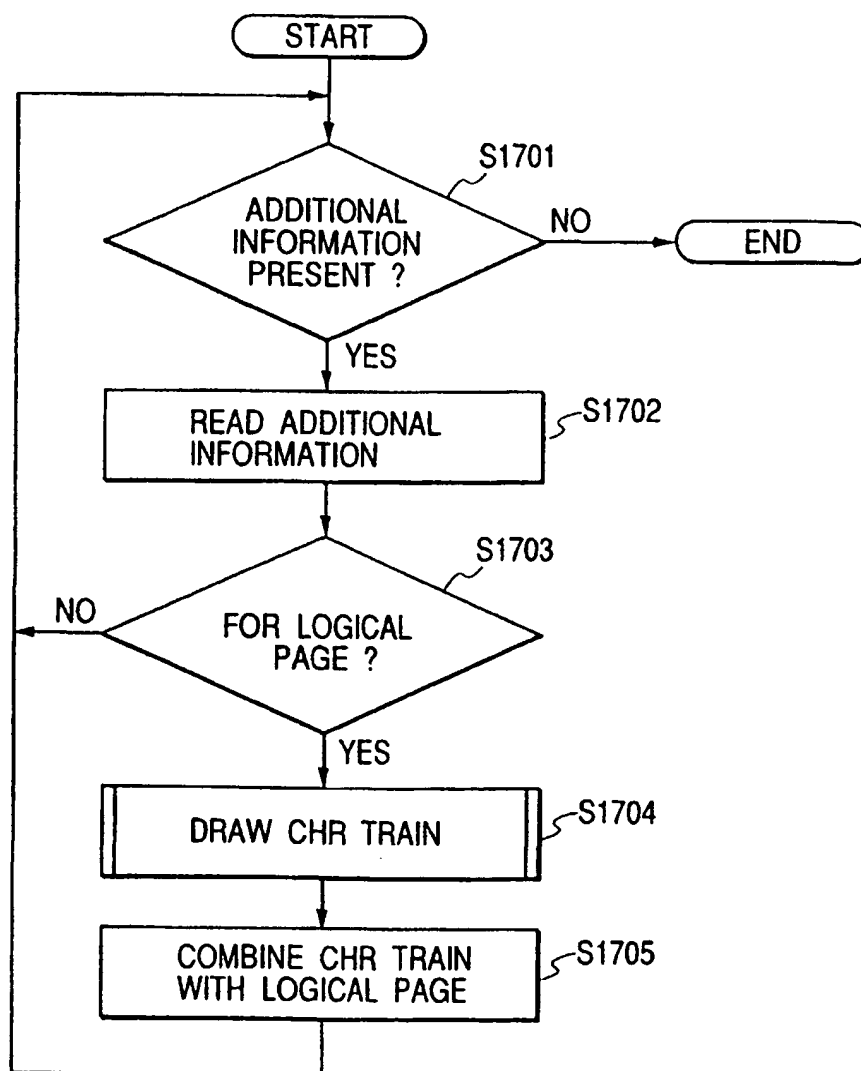 START
S1701
ADDITIONAL
INFORMATION
PRESENT ?
NO
END
YES
READ ADDITIONAL
INFORMATION
S1702
S1703
NO
FOR LOGICAL
PAGE ?
YES
DRAW CHR TRAIN
S1704
COMBINE CHR TRAIN
WITH LOGICAL PAGE
S1705